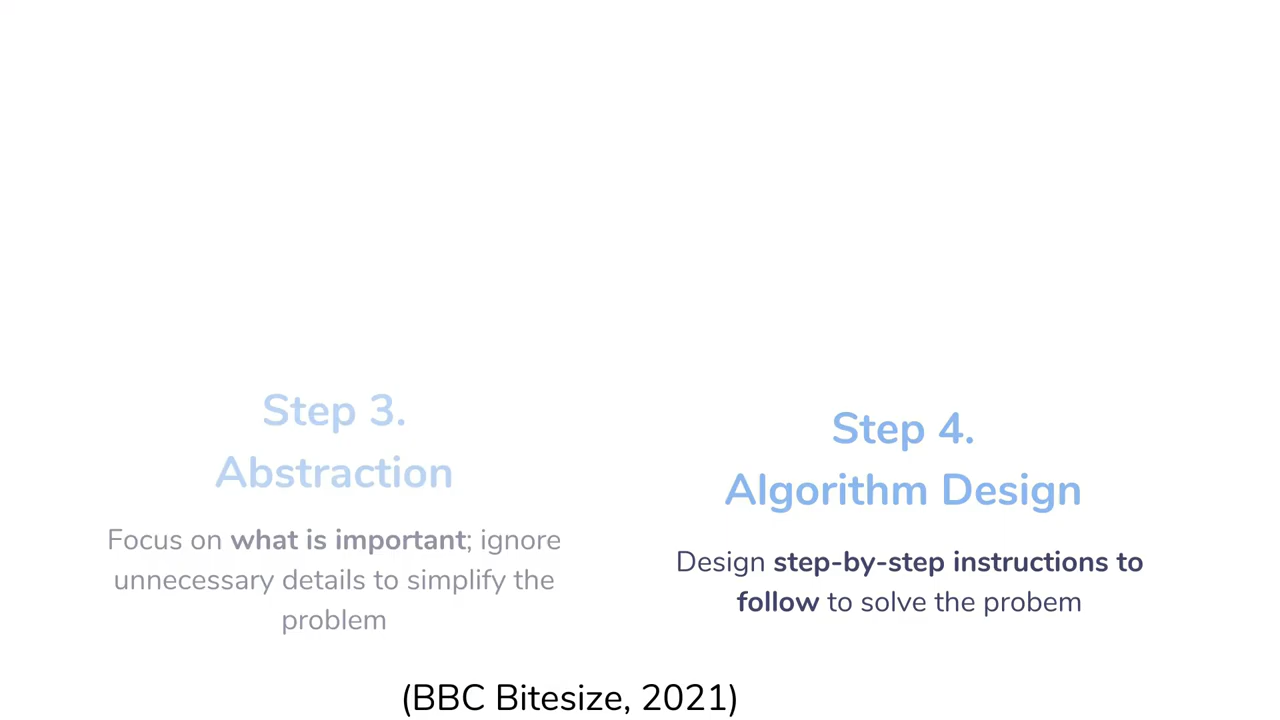 Step 3.
Abstraction
Focus on what is important; ignore
unnecessary details to simplify the
problem
Step 4.
Algorithm Design
Design step-by-step instructions to
follow to solve the probem
(BBC Bitesize, 2021)